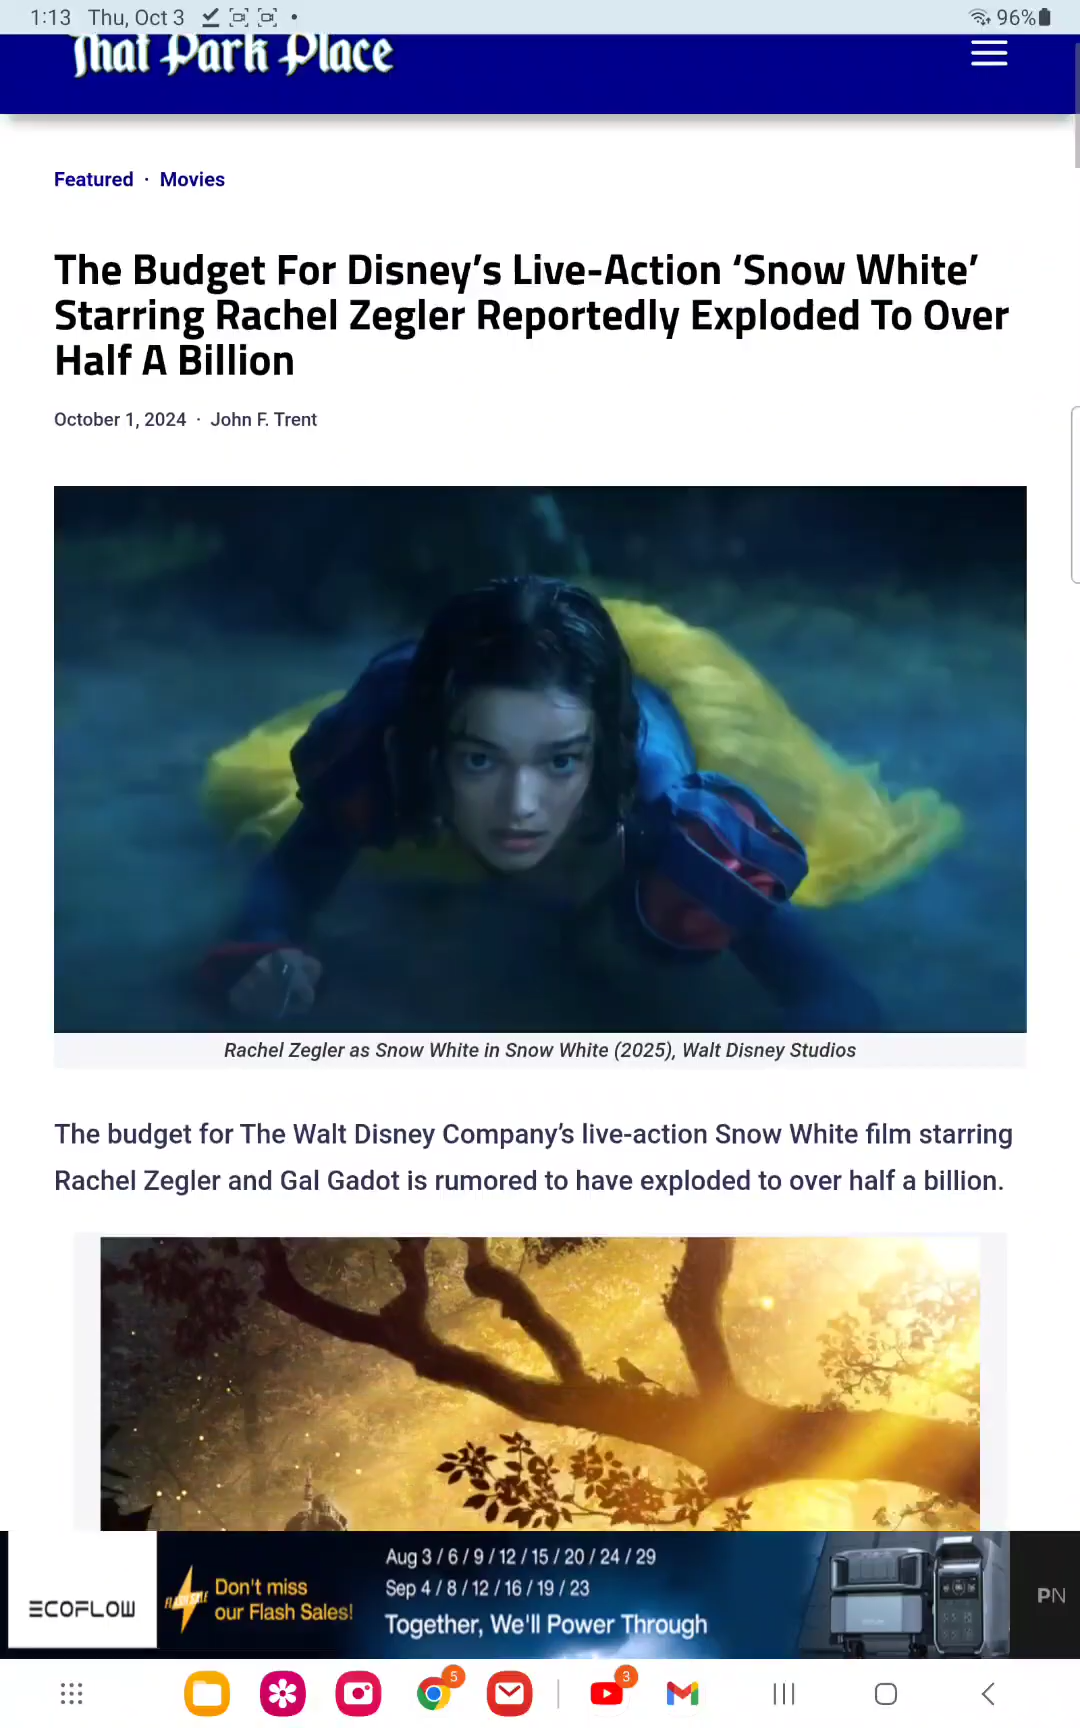 1:13 Thu, Oct 3
96%
That Park Place
Featured · Movies
The Budget For Disney’s Live-Action ‘Snow White’
Starring Rachel Zegler Reportedly Exploded To Over
Half A Billion
October 1, 2024 · John F. Trent
Rachel Zegler as Snow White in Snow White (2025), Walt Disney Studios
The budget for The Walt Disney Company’s live-action Snow White film starring
Rachel Zegler and Gal Gadot is rumored to have exploded to over half a billion.
ECOFLOW
FLASH SALE
Don't miss
our Flash Sales!
Aug 3 / 6 / 9 / 12 / 15 / 20 / 24 / 29
Sep 4 / 8 / 12 / 16 / 19 / 23
Together, We'll Power Through
PN
5
3